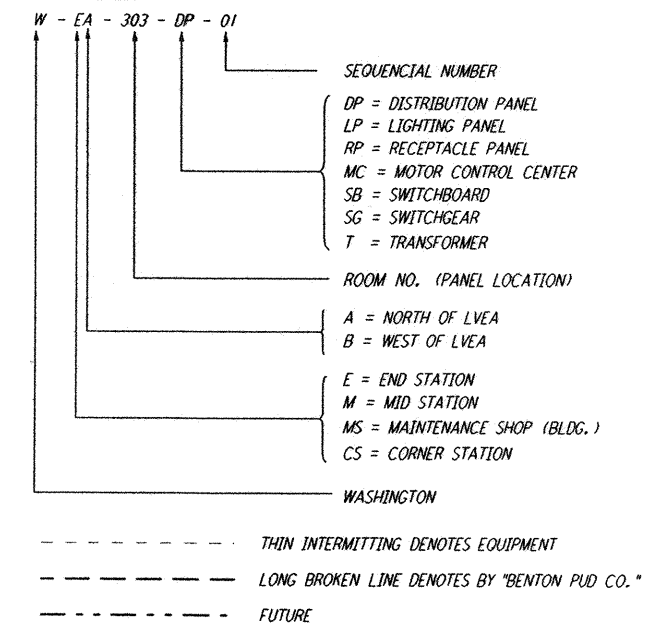 W - EA - 303 - DP - 01
SEQUENCIAL NUMBER
DP = DISTRIBUTION PANEL
LP = LIGHTING PANEL
RP = RECEPTACLE PANEL
MC = MOTOR CONTROL CENTER
SB = SWITCHBOARD
SG = SWITCHGEAR
T = TRANSFORMER
ROOM NO. (PANEL LOCATION)
A = NORTH OF LVEA
B = WEST OF LVEA
E = END STATION
M = MID STATION
MS = MAINTENANCE SHOP (BLDG.)
CS = CORNER STATION
WASHINGTON
THIN INTERMITTING DENOTES EQUIPMENT
LONG BROKEN LINE DENOTES BY "BENTON PUD CO."
FUTURE